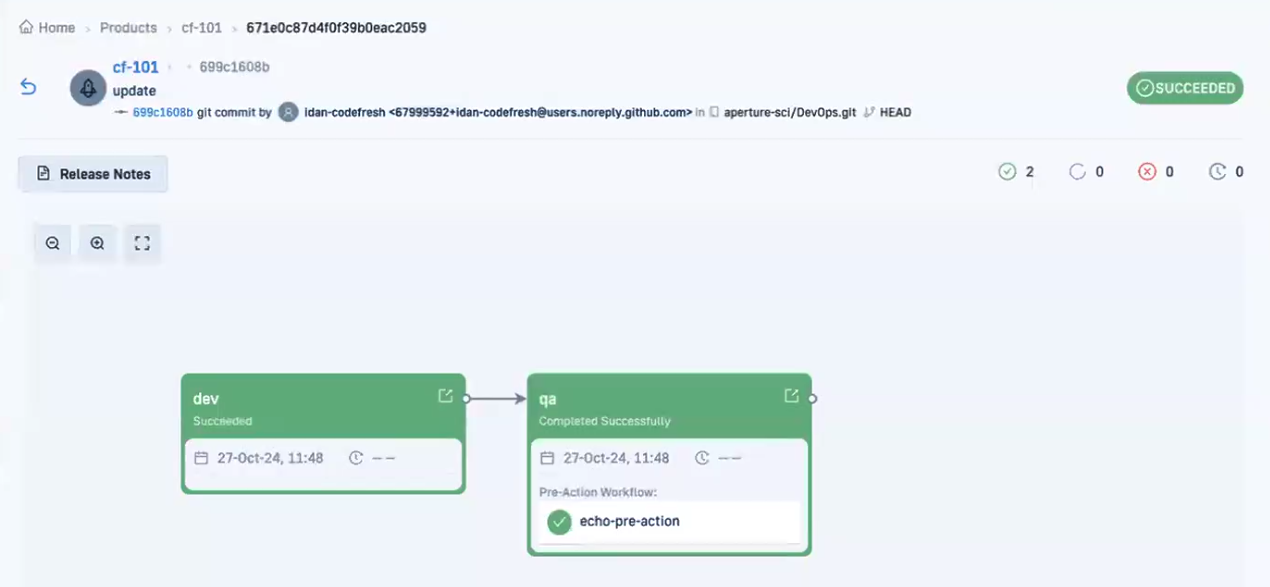 Home > Products > cf-101 > 671e0c87d4f0f39b0eac2059
cf-101 699c1608b
update
699c1608b git commit by idan-codefresh <67999592+idan-codefresh@users.noreply.github.com> in aperture-sci/DevOps.git HEAD
SUCCEEDED
Release Notes
2 0 0 0
dev
Succeeded
27-Oct-24, 11:48 --
qa
Completed Successfully
27-Oct-24, 11:48 --
Pre-Action Workflow:
echo-pre-action